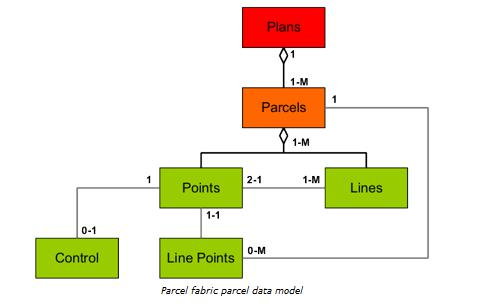 Plans
1
1-M
Parcels
1
1-M
1
Points
2-1
1-M
Lines
1-1
0-1
Control
Line Points
0-M
Parcel fabric parcel data model